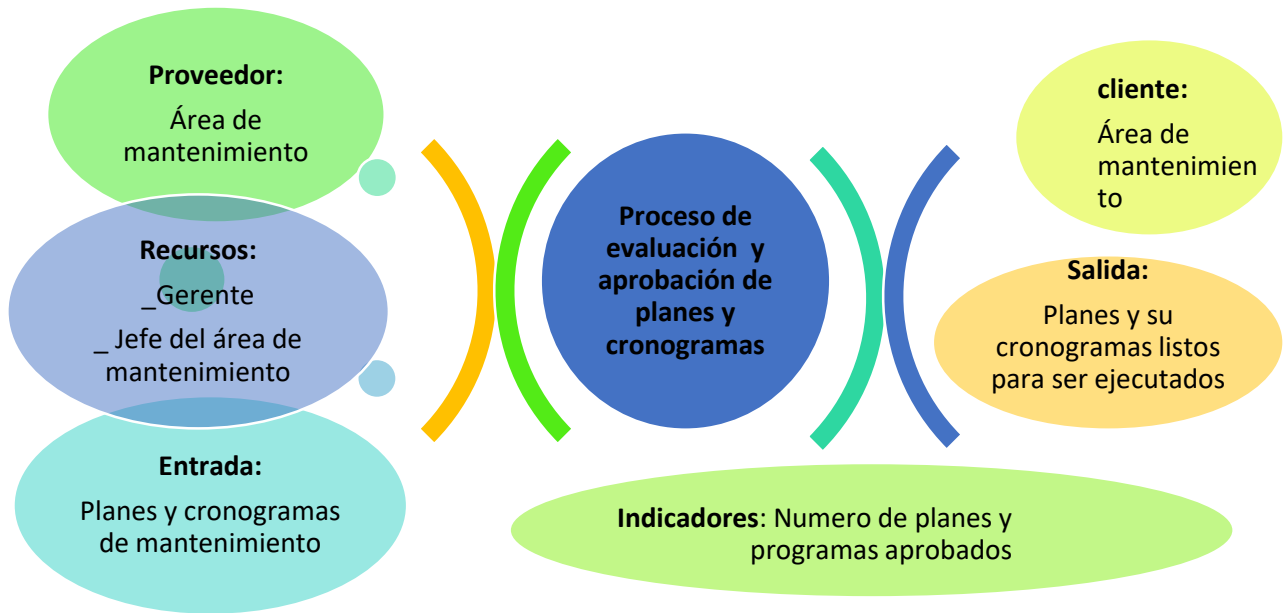 Proveedor:
Área de
mantenimiento
Recursos:
_Gerente
_ Jefe del área de
mantenimiento
Entrada:
Planes y cronogramas
de mantenimiento
Proceso de
evaluación y
aprobación de
planes y
cronogramas
cliente:
Área de
mantenimien
to
Salida:
Planes y su
cronogramas listos
para ser ejecutados
Indicadores: Numero de planes y
programas aprobados